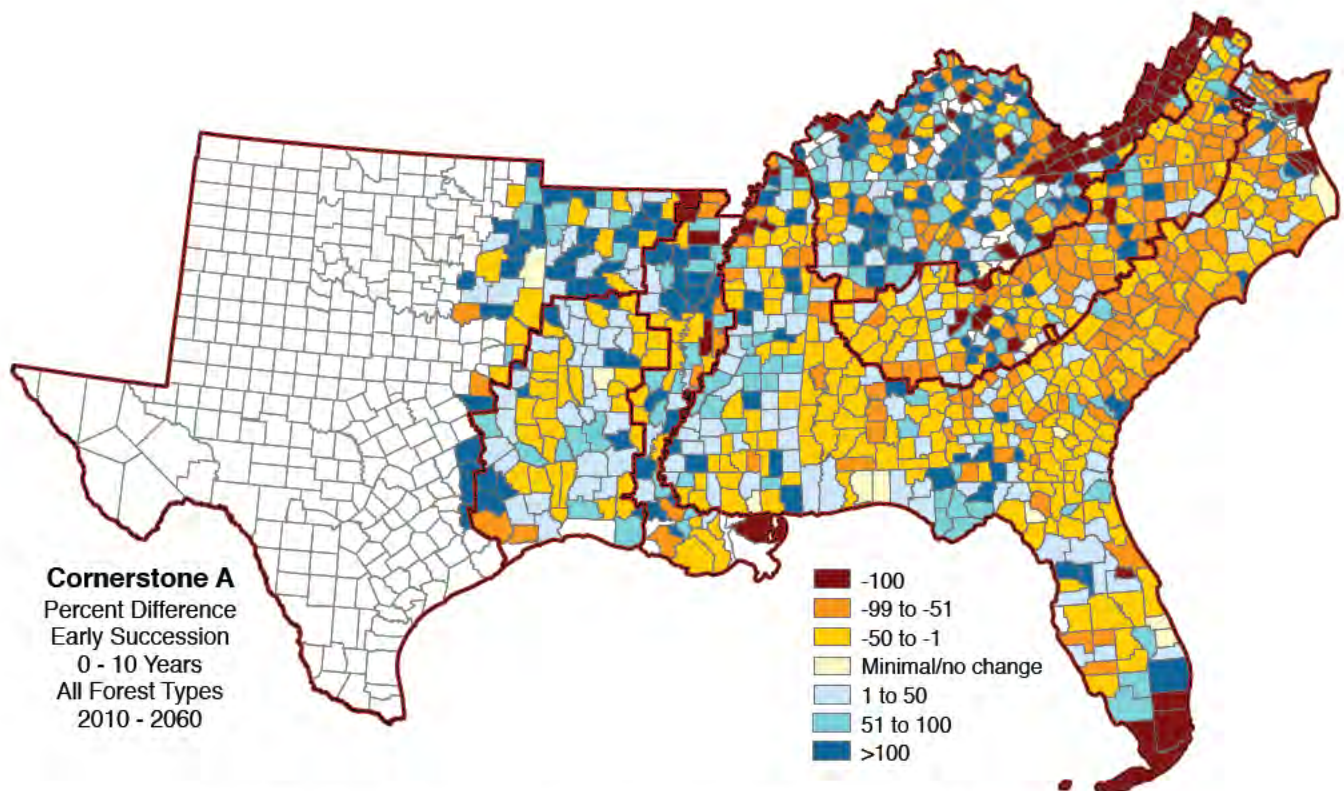 Cornerstone A
Percent Difference
Early Succession
0 - 10 Years
All Forest Types
2010 - 2060
-100
-99 to -51
-50 to -1
Minimal/no change
1 to 50
51 to 100
>100